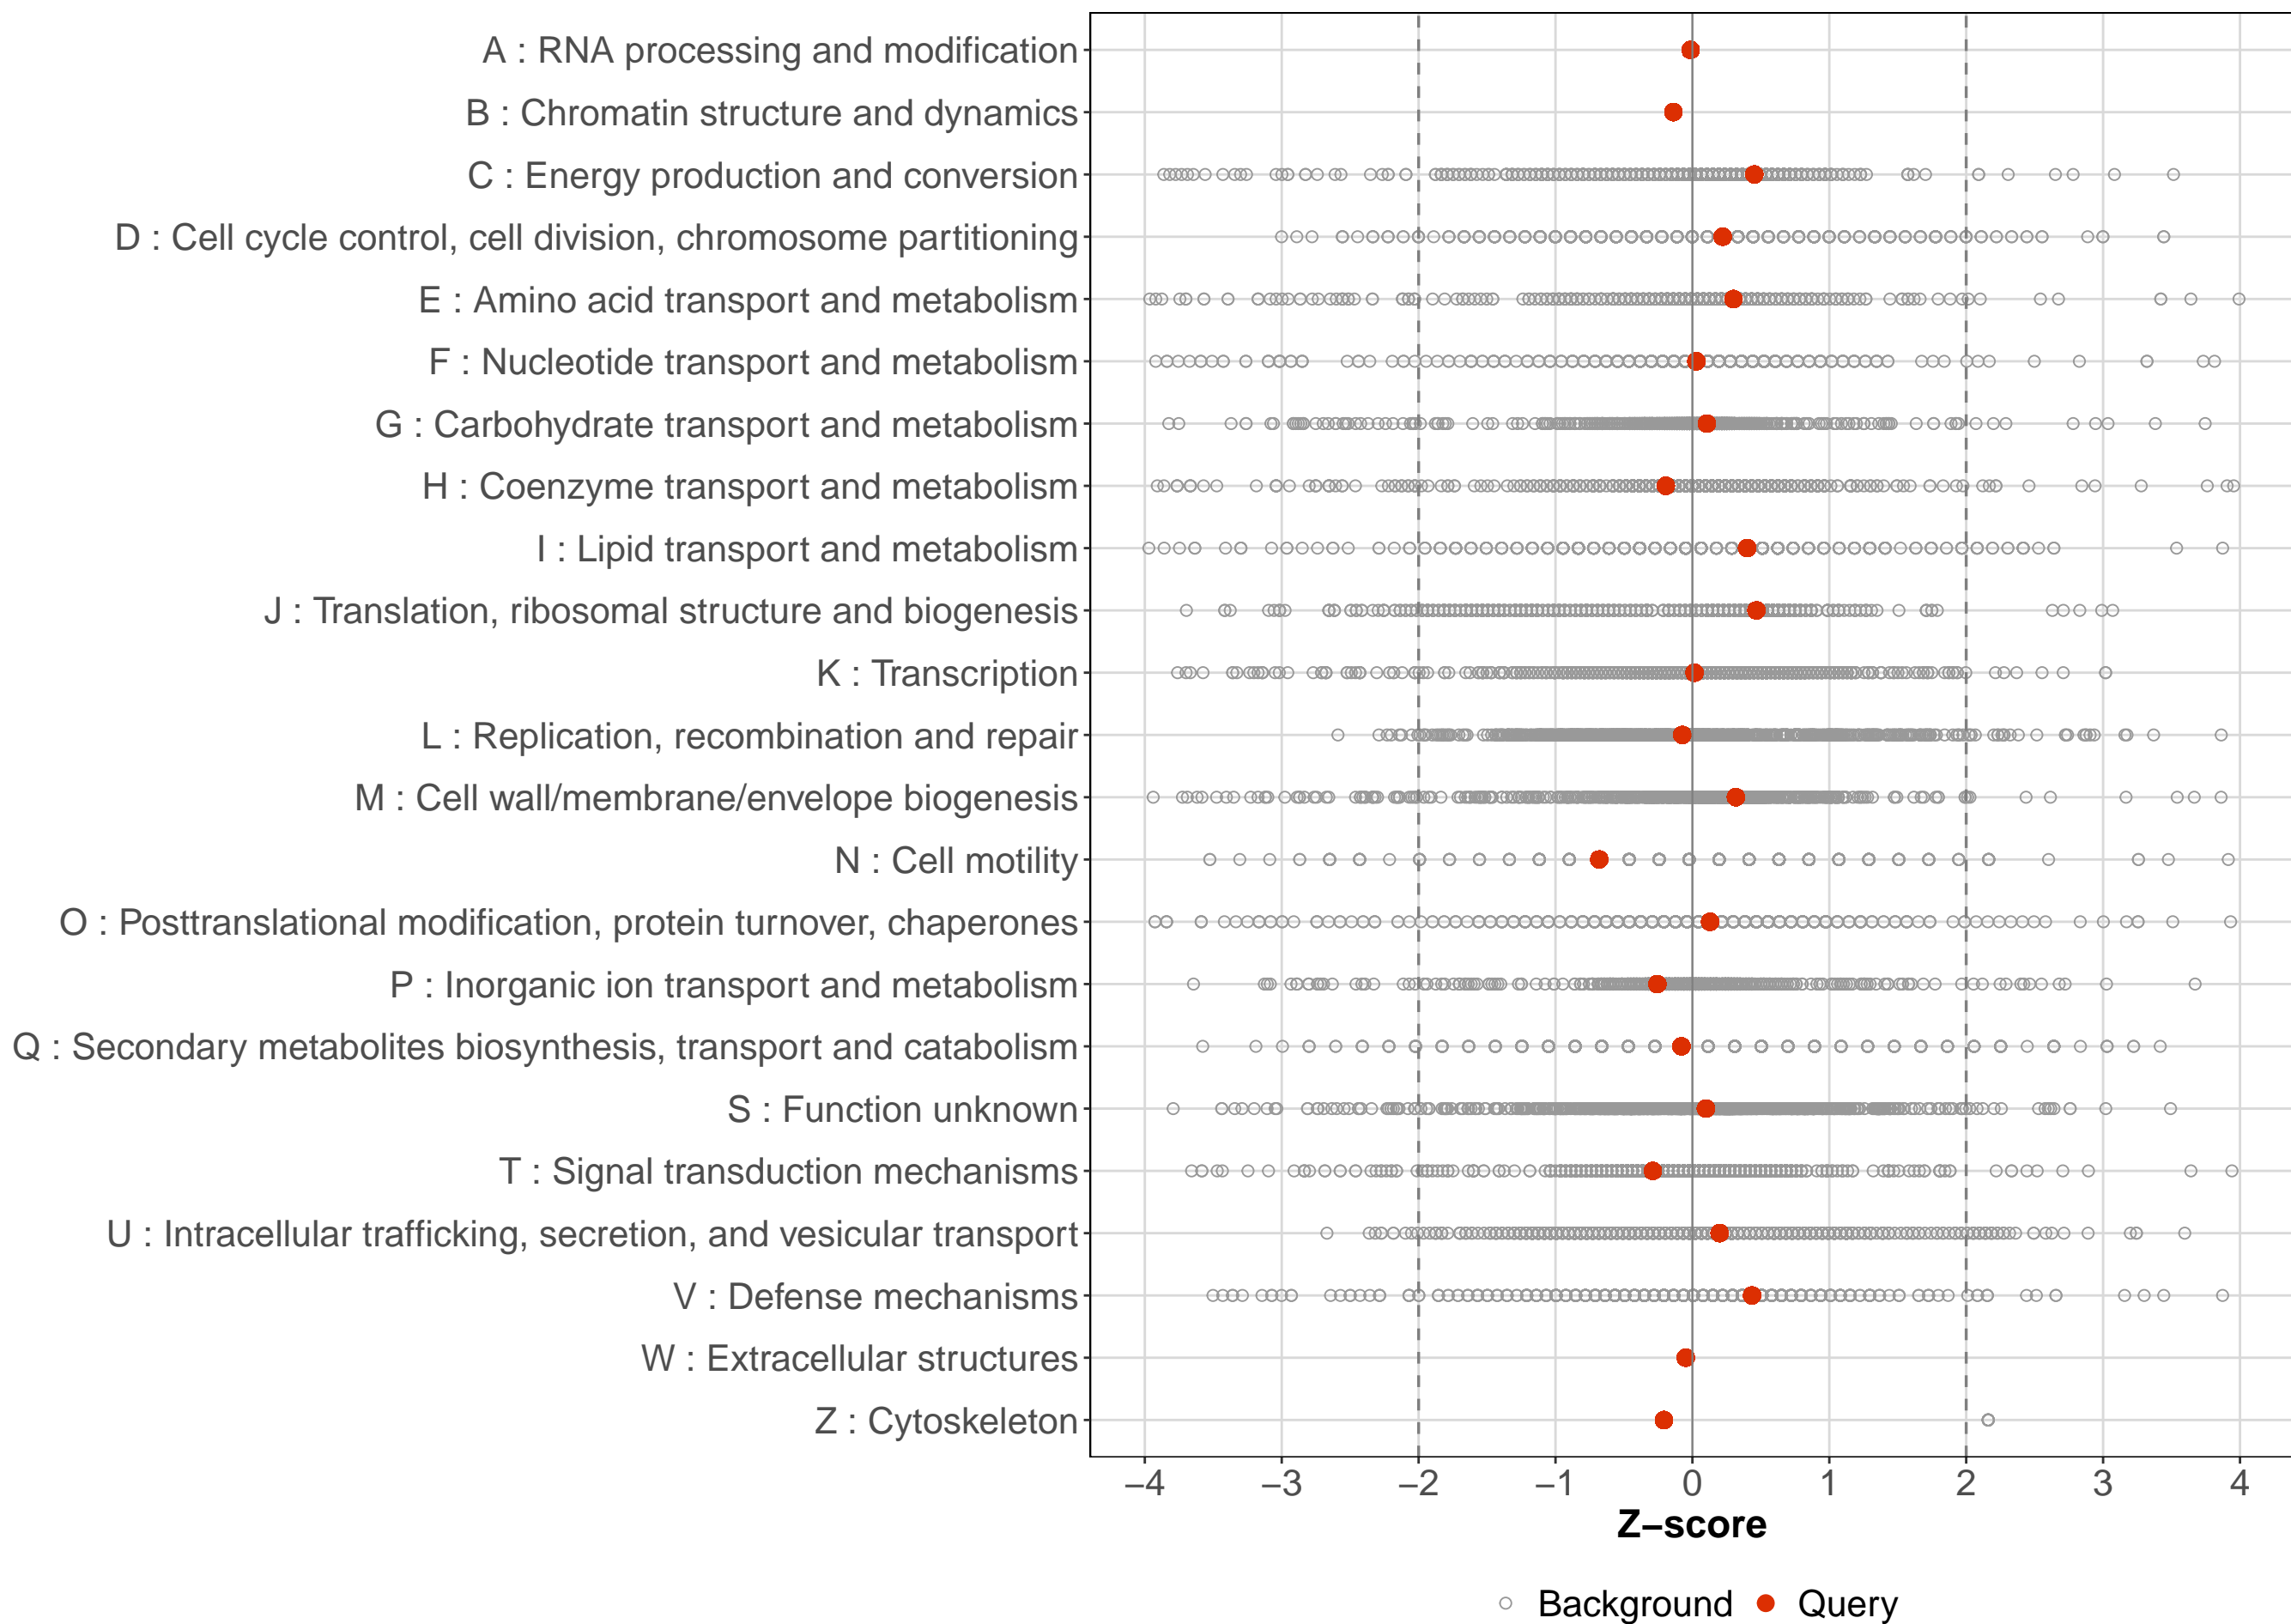 A : RNA processing and modification
B : Chromatin structure and dynamics
C : Energy production and conversion
D : Cell cycle control, cell division, chromosome partitioning
E : Amino acid transport and metabolism
F : Nucleotide transport and metabolism
G : Carbohydrate transport and metabolism
H : Coenzyme transport and metabolism
I : Lipid transport and metabolism
J : Translation, ribosomal structure and biogenesis
K : Transcription
L : Replication, recombination and repair
M : Cell wall/membrane/envelope biogenesis
N : Cell motility
O : Posttranslational modification, protein turnover, chaperones
P : Inorganic ion transport and metabolism
Q : Secondary metabolites biosynthesis, transport and catabolism
S : Function unknown
T : Signal transduction mechanisms
U : Intracellular trafficking, secretion, and vesicular transport
V : Defense mechanisms
W : Extracellular structures
Z : Cytoskeleton
−4 −3 −2 −1 0 1 2 3 4
Z−score
Background Query